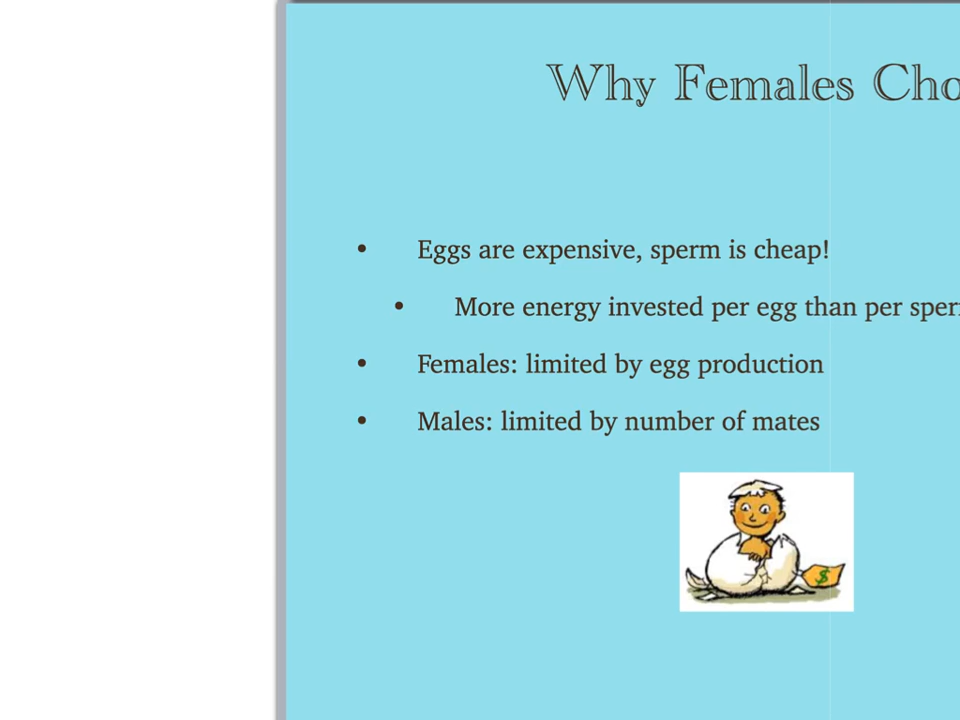 Why Females Cho
• Eggs are expensive, sperm is cheap!
• More energy invested per egg than per sper
• Females: limited by egg production
• Males: limited by number of mates
$